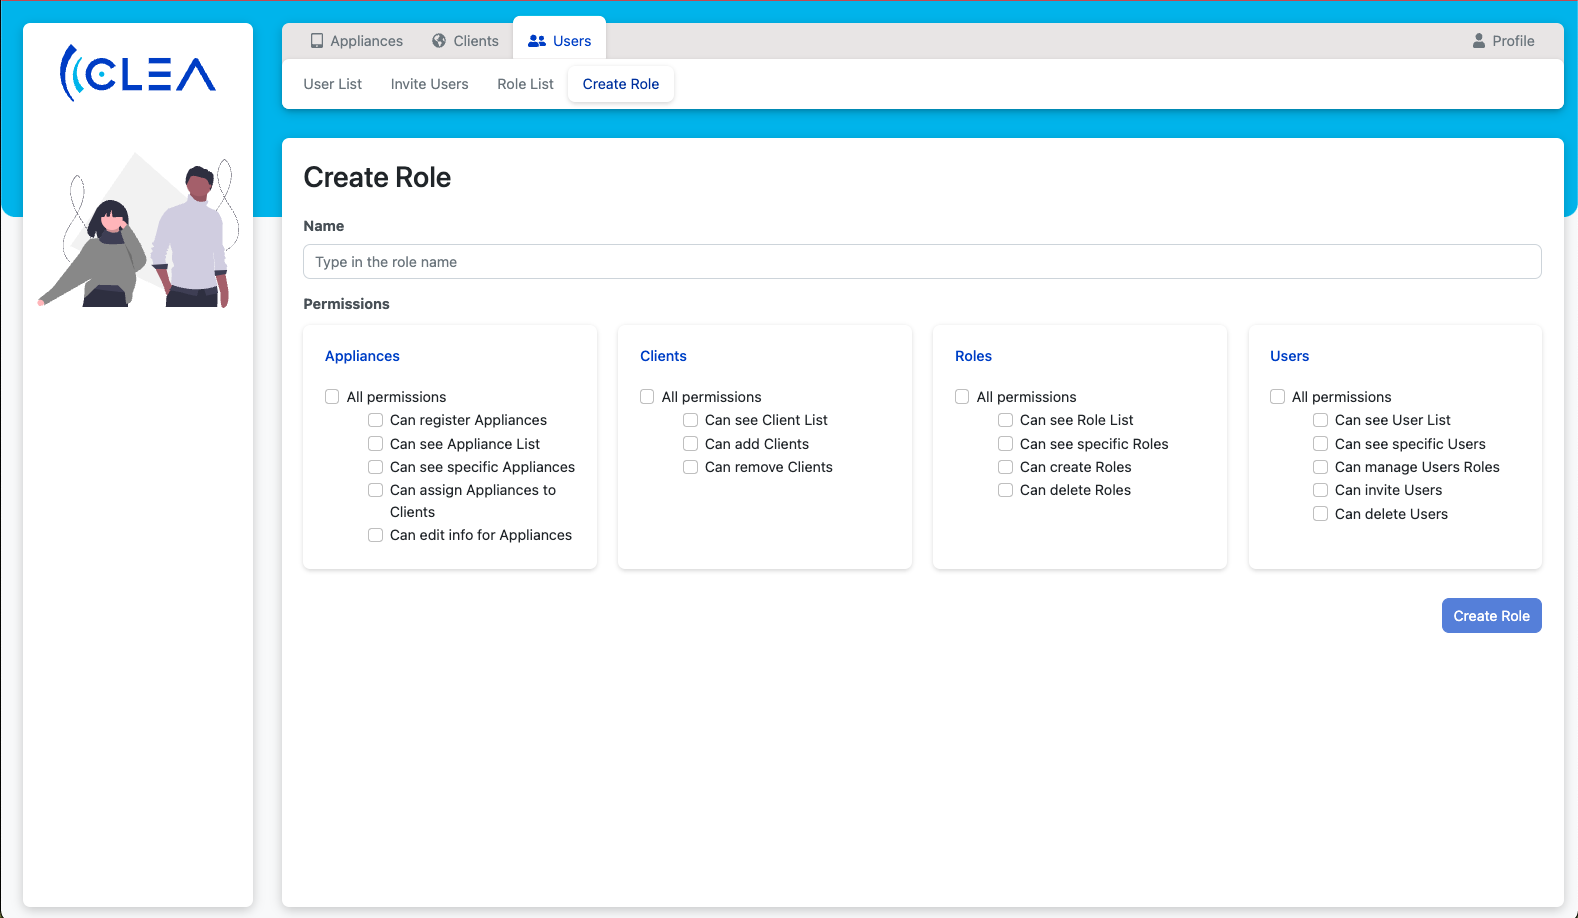 CLEA
Appliances Clients Users Profile
User List Invite Users Role List Create Role
Create Role
Name
Type in the role name
Permissions
Appliances
All permissions
Can register Appliances
Can see Appliance List
Can see specific Appliances
Can assign Appliances to
Clients
Can edit info for Appliances
Clients
All permissions
Can see Client List
Can add Clients
Can remove Clients
Roles
All permissions
Can see Role List
Can see specific Roles
Can create Roles
Can delete Roles
Users
All permissions
Can see User List
Can see specific Users
Can manage Users Roles
Can invite Users
Can delete Users
Create Role